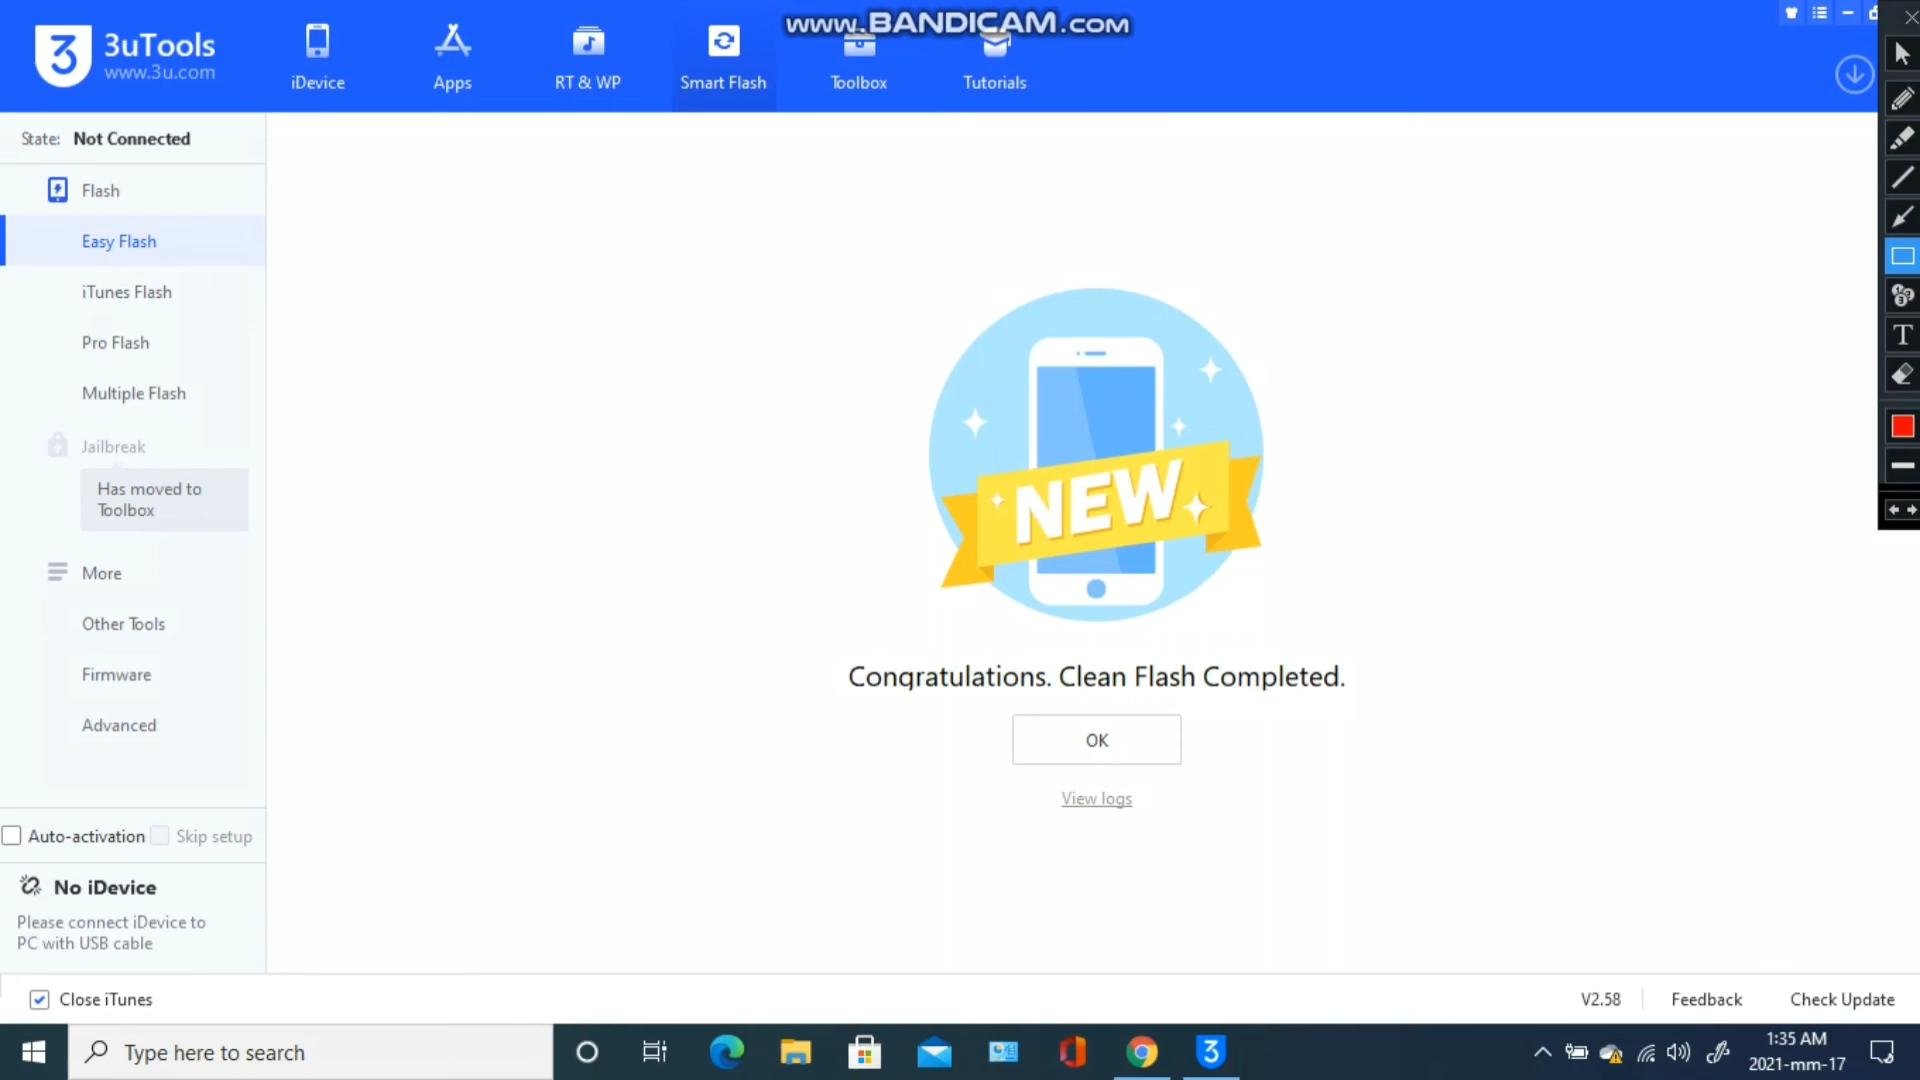 www.BANDICAM.com
3 3uTools
www.3u.com
iDevice
Apps
RT & WP
Smart Flash
Toolbox
Tutorials
State: Not Connected
Flash
Easy Flash
iTunes Flash
Pro Flash
Multiple Flash
Jailbreak
Has moved to
Toolbox
More
Other Tools
Firmware
Advanced
NEW
Congratulations. Clean Flash Completed.
OK
View logs
Auto-activation Skip setup
No iDevice
Please connect iDevice to
PC with USB cable
Close iTunes
V2.58 Feedback Check Update
Type here to search
3
1:35 AM
2021-mm-17
T